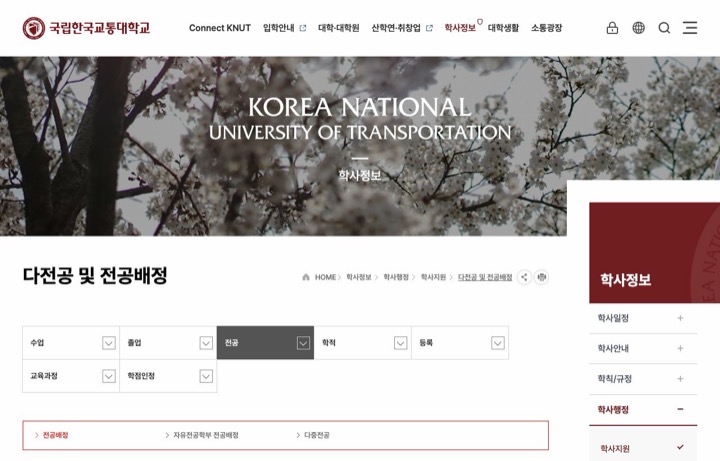 국립한국교통대학교
Connect KNUT 입학안내 대학·대학원 산학연·취창업 학사정보 대학생활 소통광장
KOREA NATIONAL
UNIVERSITY OF TRANSPORTATION
학사정보
다전공 및 전공배정
HOME 학사정보 학사행정 학사지원 다전공 및 전공배정
수업 졸업 전공 학적 등록
교육과정 학점인정
전공배정 자유전공학부 전공배정 다중전공
학사정보
학사일정
학사안내
학칙/규정
학사행정
학사지원